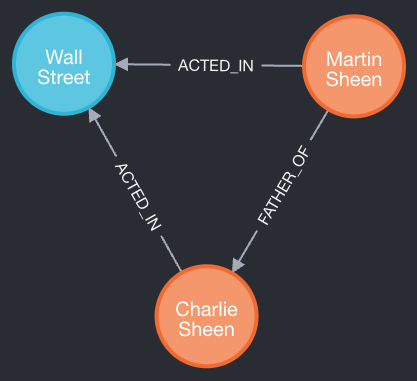 Wall
Street
ACTED_IN
Martin
Sheen
ACTED_IN
FATHER_OF
Charlie
Sheen